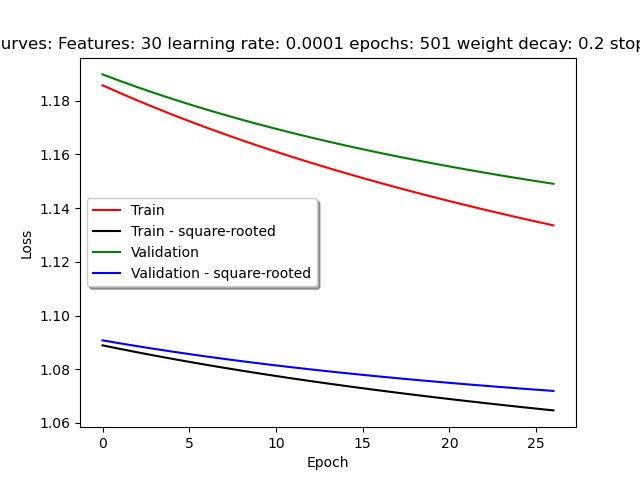 urves: Features: 30 learning rate: 0.0001 epochs: 501 weight decay: 0.2 stop
1.18
1.16
1.14
1.12
1.10
1.08
1.06
Loss
Train
Train - square-rooted
Validation
Validation - square-rooted
0 5 10 15 20 25
Epoch